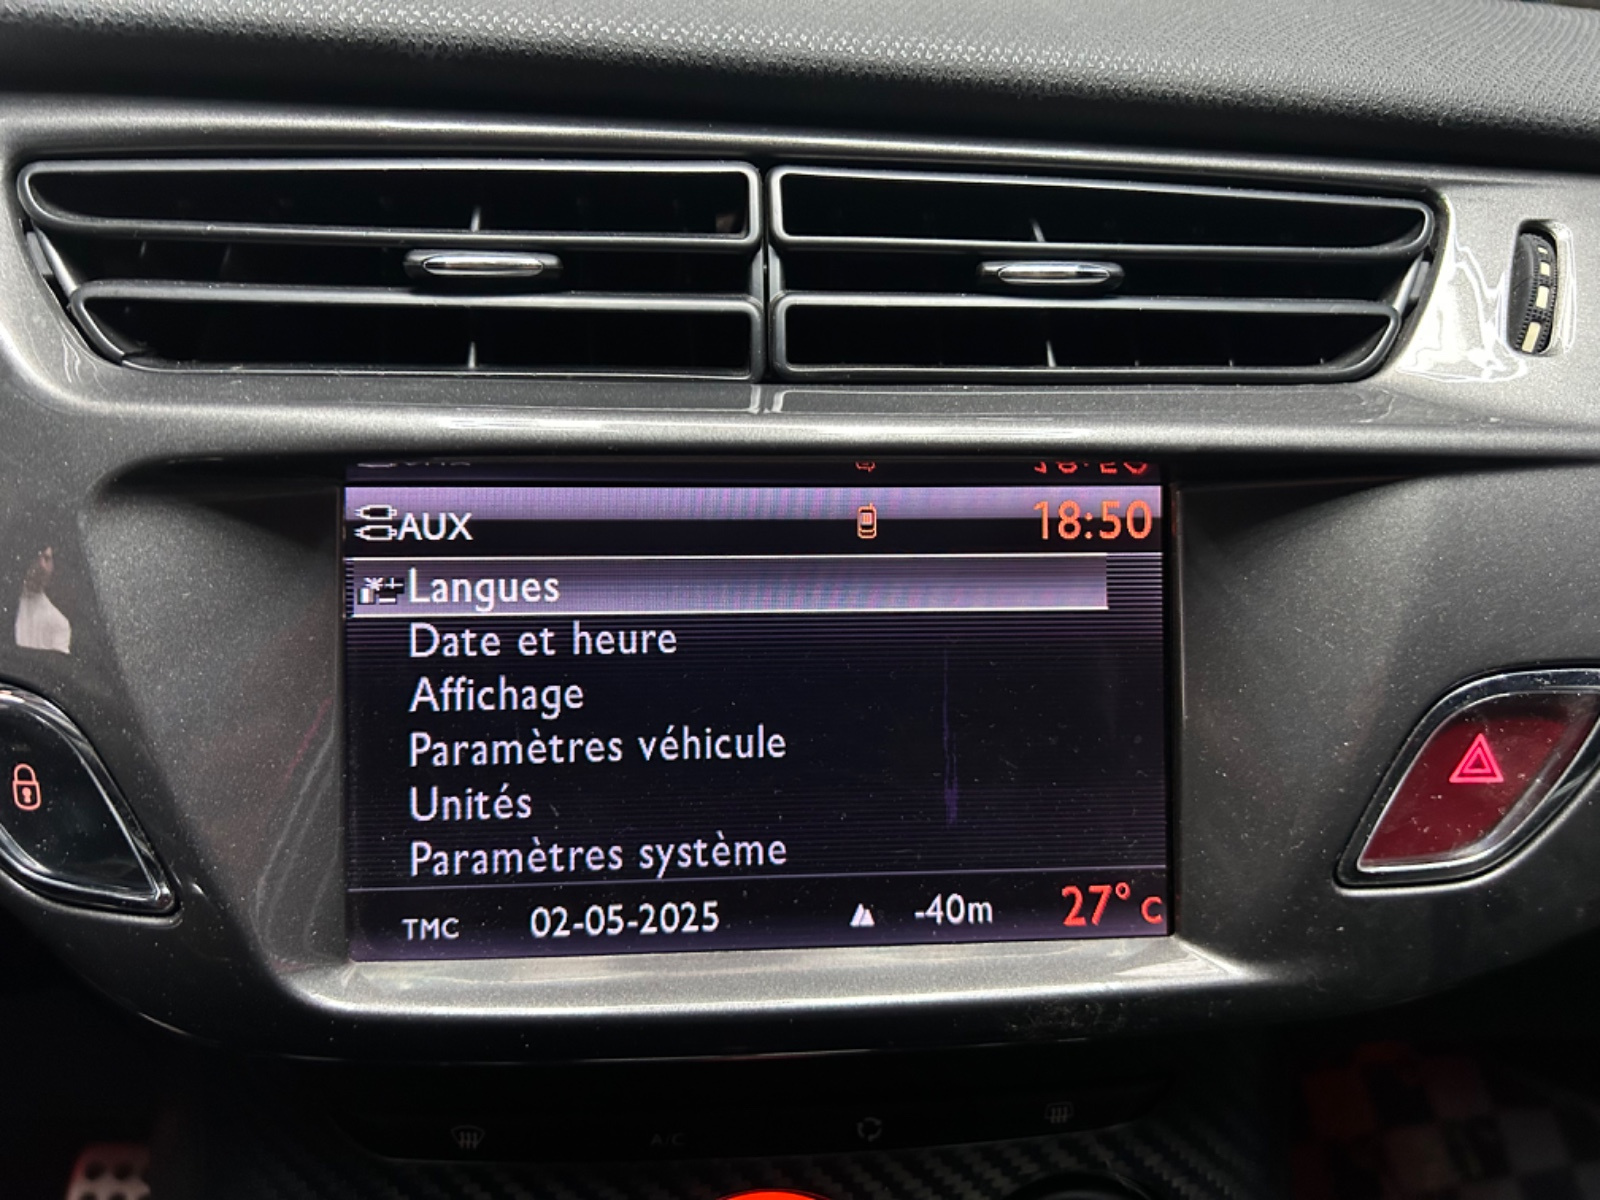 AUX 18:50
Langues
Date et heure
Affichage
Paramètres véhicule
Unités
Paramètres système
TMC 02-05-2025 -40m 27° C
A/C